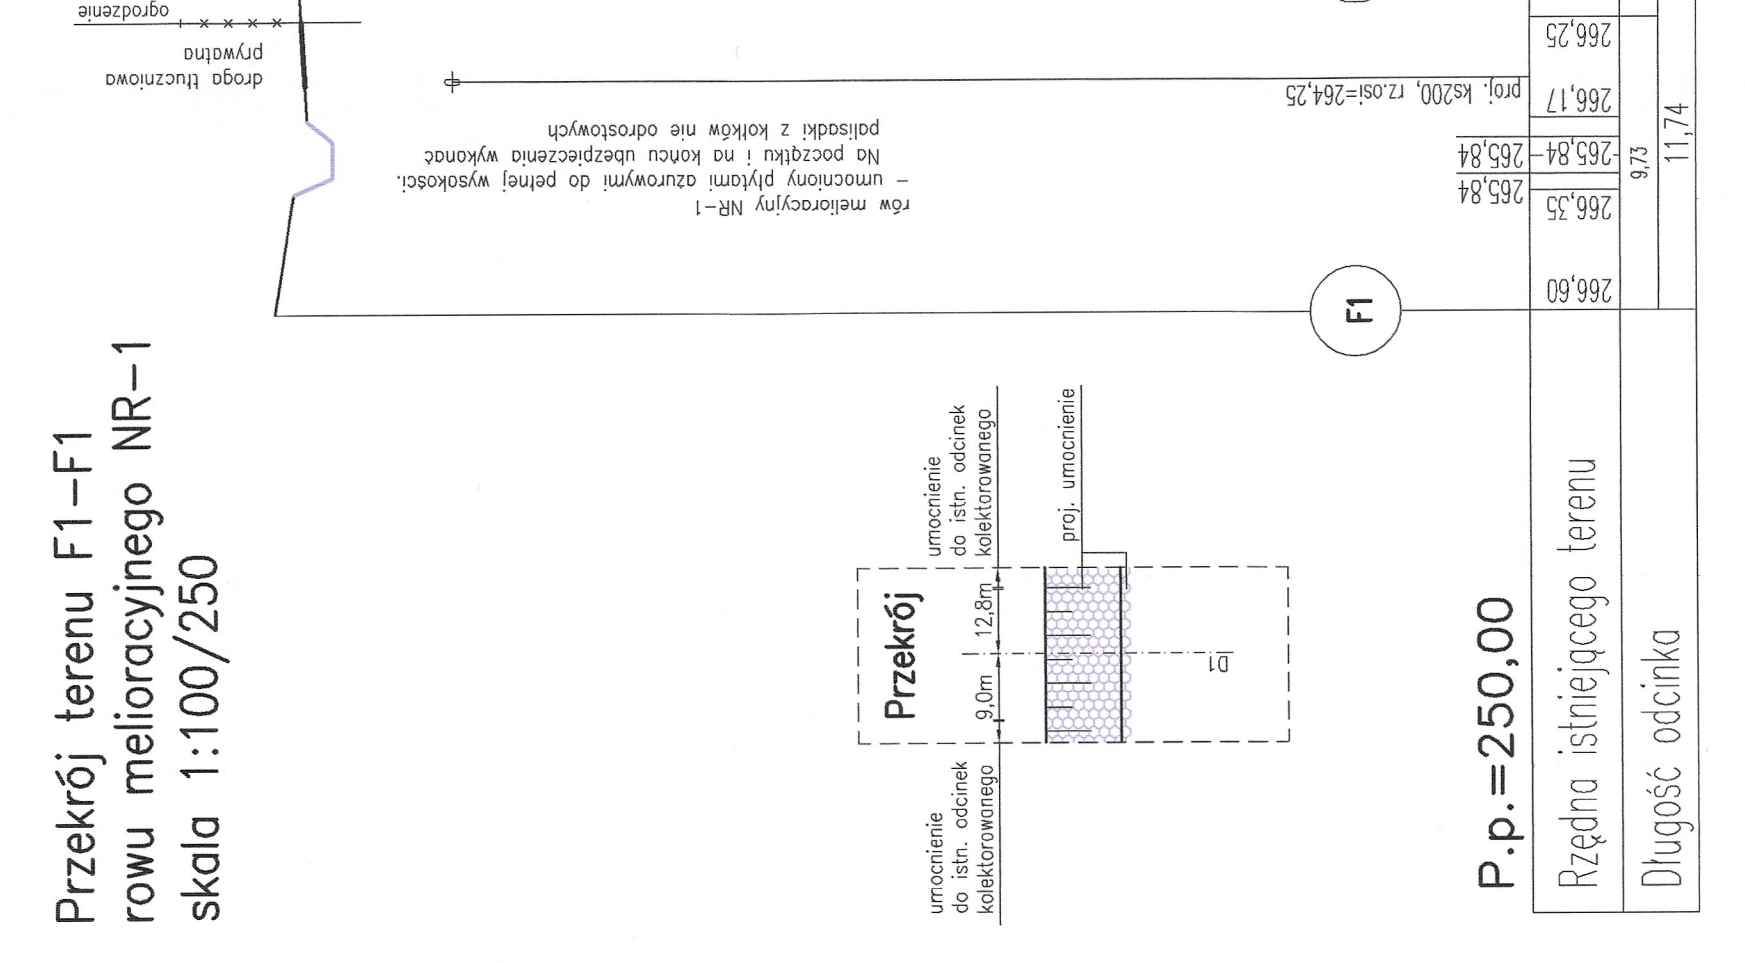 Przekrój terenu F1–F1
rowu melioracyjnego NR–1
skala 1:100/250
ogrodzenie
droga tłuczniowa
prywatna
rów melioracyjny NR–1
– umocniony płytami ażurowymi do pełnej wysokości.
Na początku i na końcu ubezpieczenia wykonać
palisadki z kołków nie odrostowych
proj. ks200, rz.osi=264,25
F1
Przekrój
umocnienie
do istn. odcinek
kolektorowanego
9,0m
12,8m
umocnienie
do istn. odcinek
kolektorowanego
proj. umocnienie
D1
P.p.=250,00
265,84
265,84
Rzędna istniejącego terenu
266,60
266,35
265,84
266,17
266,25
Długość odcinka
9,73
11,74